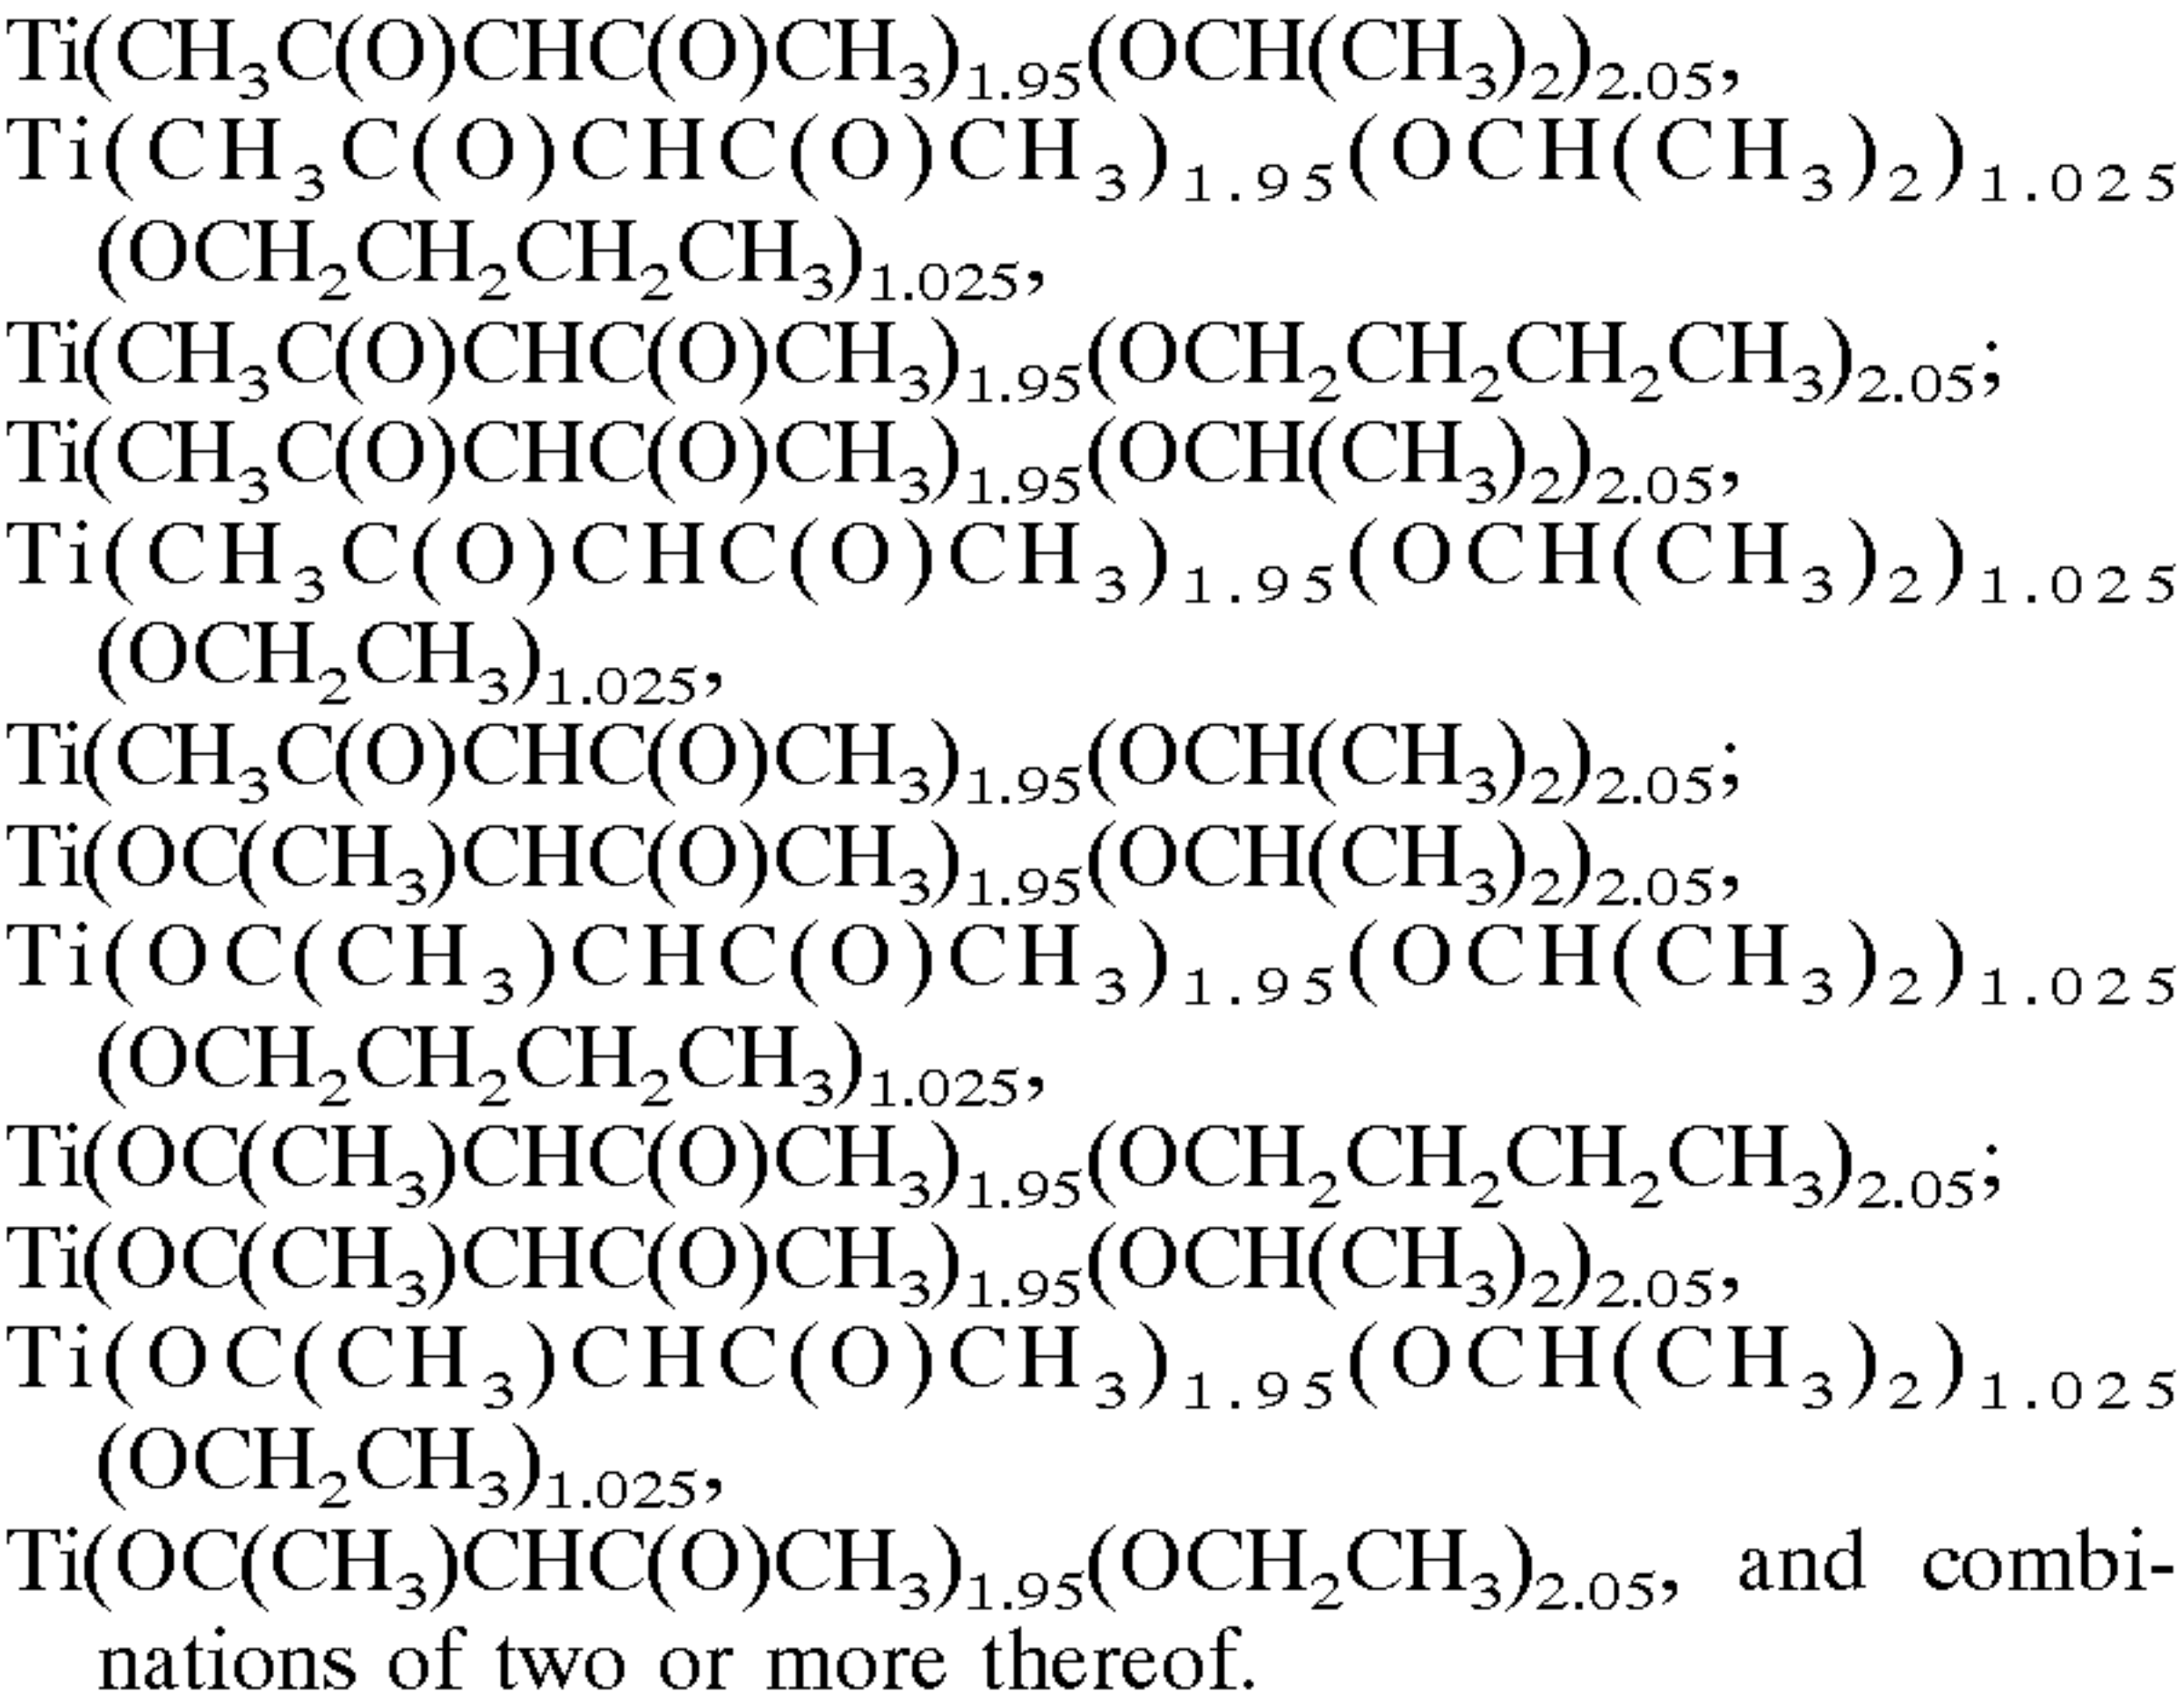 Ti(CH₃C(O)CHC(O)CH₃)₁.₉₅(OCH(CH₃)₂)₂.₀₅,
Ti(CH₃C(O)CHC(O)CH₃)₁.₉₅(OCH(CH₃)₂)₁.₀₂₅
(OCH₂CH₂CH₂CH₃)₁.₀₂₅,
Ti(CH₃C(O)CHC(O)CH₃)₁.₉₅(OCH₂CH₂CH₂CH₃)₂.₀₅;
Ti(CH₃C(O)CHC(O)CH₃)₁.₉₅(OCH(CH₃)₂)₂.₀₅,
Ti(CH₃C(O)CHC(O)CH₃)₁.₉₅(OCH(CH₃)₂)₁.₀₂₅
(OCH₂CH₃)₁.₀₂₅,
Ti(CH₃C(O)CHC(O)CH₃)₁.₉₅(OCH(CH₃)₂)₂.₀₅;
Ti(OC(CH₃)CHC(O)CH₃)₁.₉₅(OCH(CH₃)₂)₂.₀₅,
Ti(OC(CH₃)CHC(O)CH₃)₁.₉₅(OCH(CH₃)₂)₁.₀₂₅
(OCH₂CH₂CH₂CH₃)₁.₀₂₅,
Ti(OC(CH₃)CHC(O)CH₃)₁.₉₅(OCH₂CH₂CH₂CH₃)₂.₀₅;
Ti(OC(CH₃)CHC(O)CH₃)₁.₉₅(OCH(CH₃)₂)₂.₀₅,
Ti(OC(CH₃)CHC(O)CH₃)₁.₉₅(OCH(CH₃)₂)₁.₀₂₅
(OCH₂CH₃)₁.₀₂₅,
Ti(OC(CH₃)CHC(O)CH₃)₁.₉₅(OCH₂CH₃)₂.₀₅, and combi-
nations of two or more thereof.